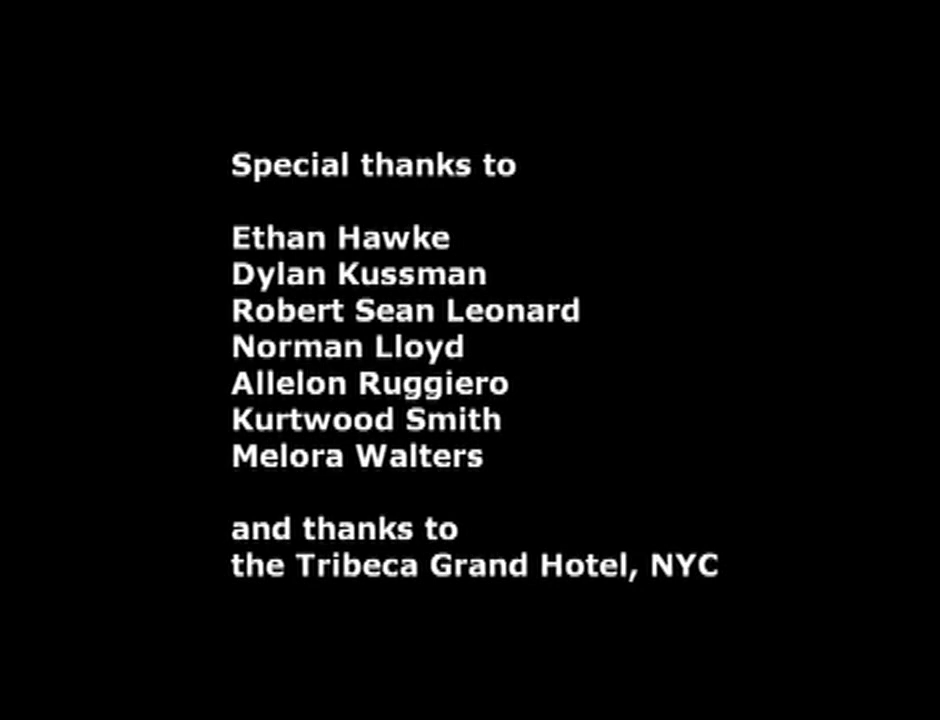 Special thanks to
Ethan Hawke
Dylan Kussman
Robert Sean Leonard
Norman Lloyd
Allelon Ruggiero
Kurtwood Smith
Melora Walters
and thanks to
the Tribeca Grand Hotel, NYC